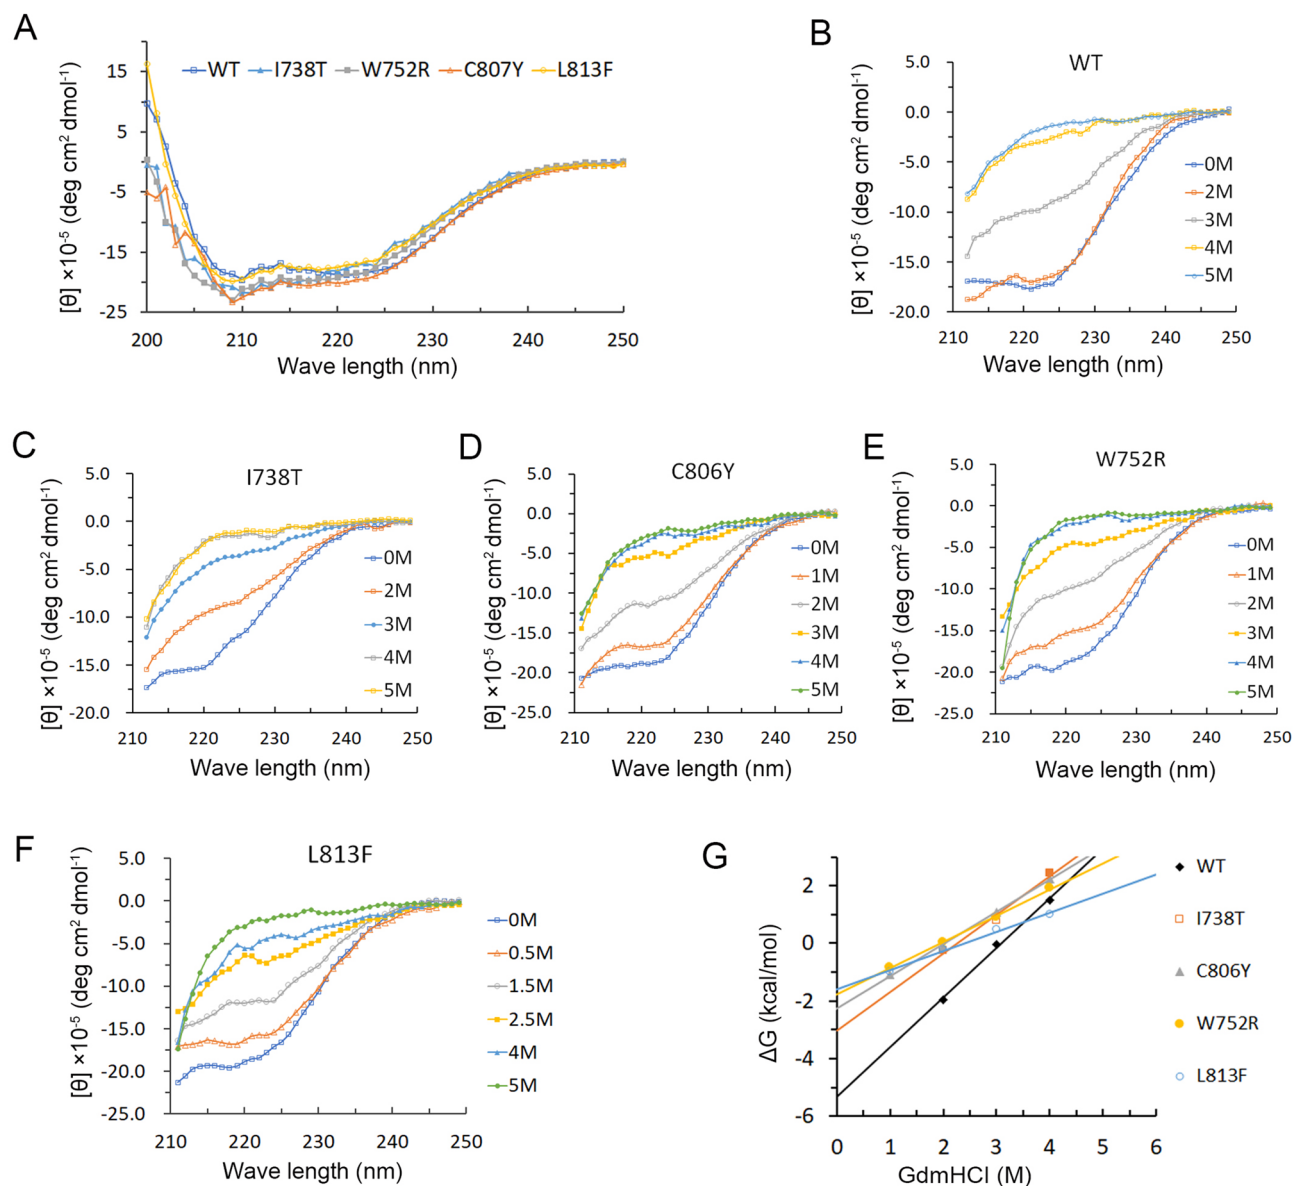 A
WT I738T W752R C807Y L813F
15
5
-5
-15
-25
200 210 220 230 240 250
Wave length (nm)
[θ] ×10⁻⁵ (deg cm² dmol⁻¹)
B
WT
5.0
0.0
-5.0
-10.0
-15.0
-20.0
210 220 230 240 250
Wave length (nm)
[θ] ×10⁻⁵ (deg cm² dmol⁻¹)
0M
2M
3M
4M
5M
C
I738T
5.0
0.0
-5.0
-10.0
-15.0
-20.0
210 220 230 240 250
Wave length (nm)
[θ] ×10⁻⁵ (deg cm² dmol⁻¹)
0M
2M
3M
4M
5M
D
C806Y
5.0
0.0
-5.0
-10.0
-15.0
-20.0
-25.0
210 220 230 240 250
Wave length (nm)
[θ] ×10⁻⁵ (deg cm² dmol⁻¹)
0M
1M
2M
3M
4M
5M
E
W752R
5.0
0.0
-5.0
-10.0
-15.0
-20.0
-25.0
210 220 230 240 250
Wave length (nm)
[θ] ×10⁻⁵ (deg cm² dmol⁻¹)
0M
1M
2M
3M
4M
5M
F
L813F
5.0
0.0
-5.0
-10.0
-15.0
-20.0
-25.0
210 220 230 240 250
Wave length (nm)
[θ] ×10⁻⁵ (deg cm² dmol⁻¹)
0M
0.5M
1.5M
2.5M
4M
5M
G
2
0
-2
-4
-6
0 1 2 3 4 5 6
GdmHCl (M)
ΔG (kcal/mol)
WT
I738T
C806Y
W752R
L813F